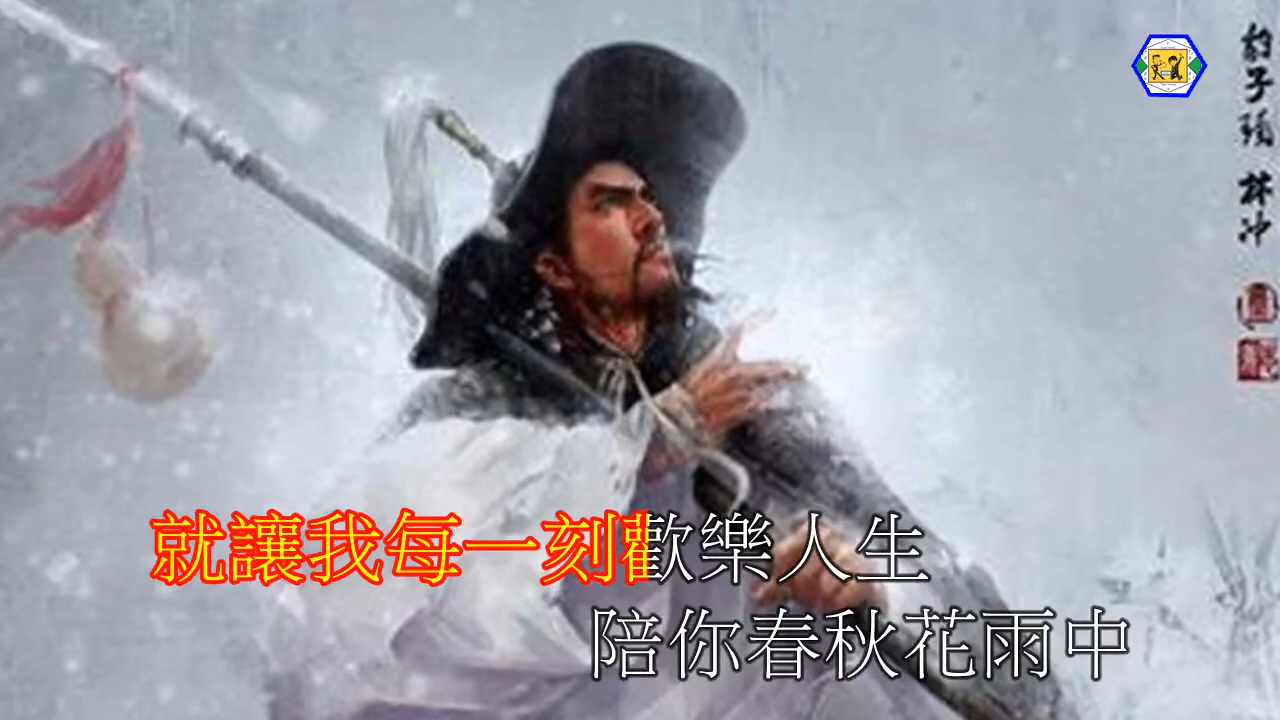 豹子頭 林冲
就讓我每一刻歡樂人生
陪你春秋花雨中